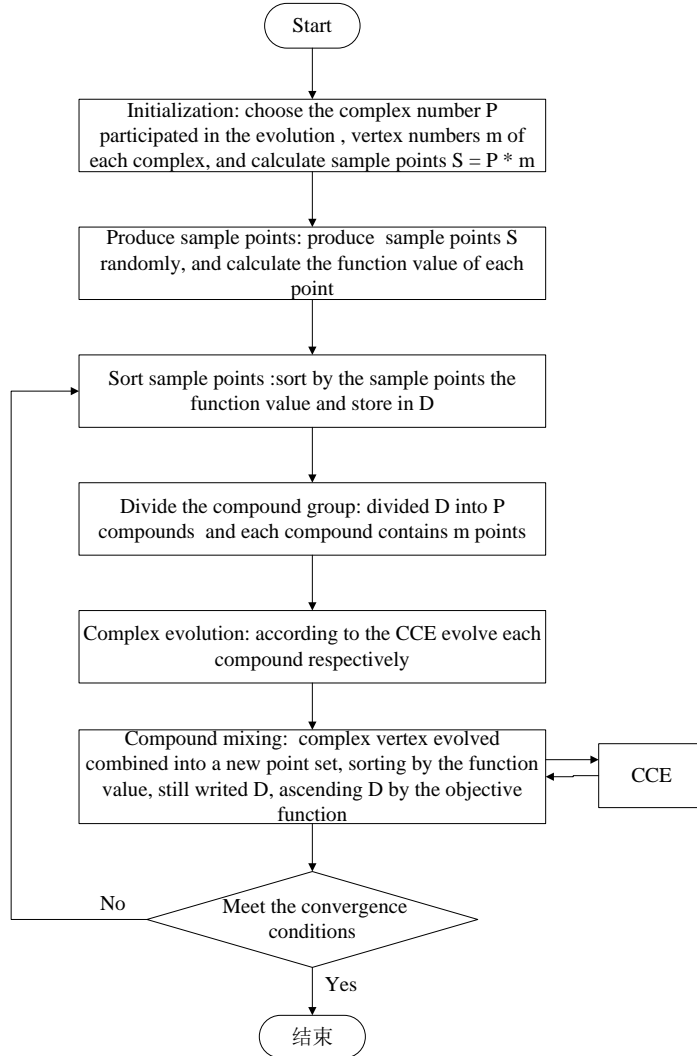 Start
Initialization: choose the complex number P
participated in the evolution , vertex numbers m of
each complex, and calculate sample points S = P * m
Produce sample points: produce  sample points S
randomly, and calculate the function value of each
point
Sort sample points :sort by the sample points the
function value and store in D
Divide the compound group: divided D into P
compounds  and each compound contains m points
Complex evolution: according to the CCE evolve each
compound respectively
Compound mixing:  complex vertex evolved
combined into a new point set, sorting by the function
value, still writed D, ascending D by the objective
function
CCE
No
Meet the convergence
conditions
Yes
结束